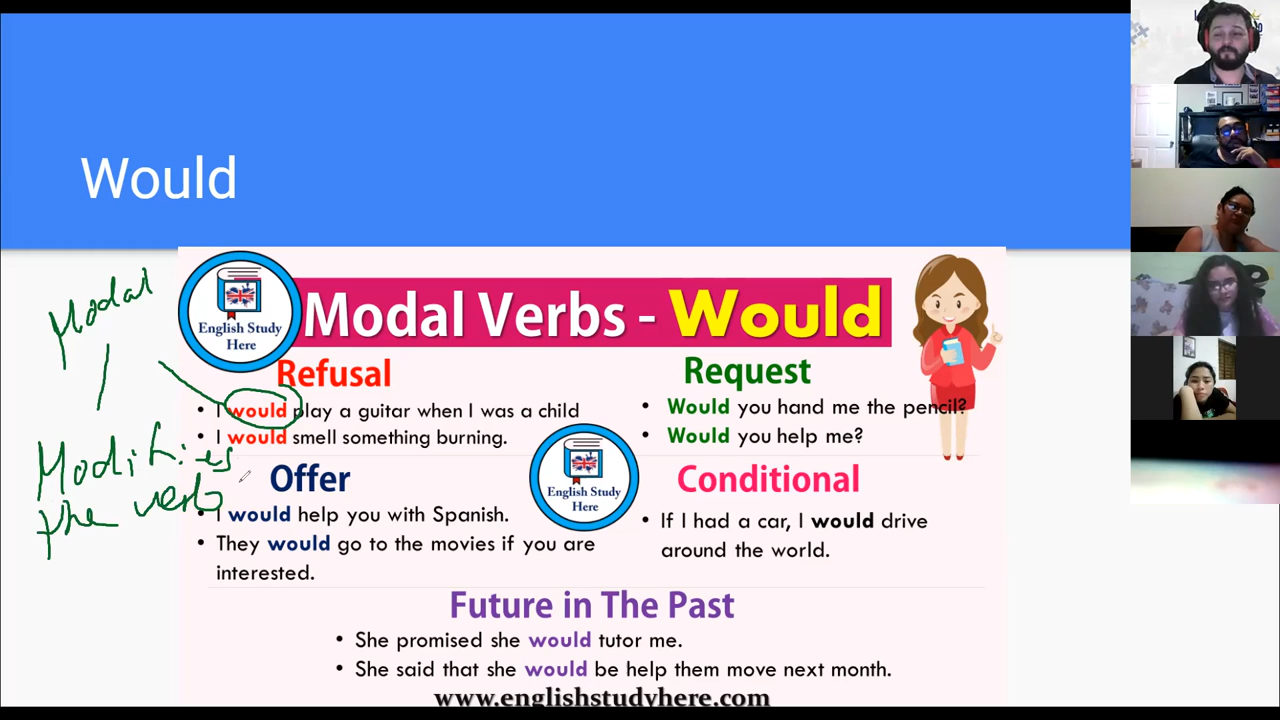 Would
Modal Verbs - Would
English Study
Here
Modal
Refusal
• I would play a guitar when I was a child
• I would smell something burning.
Request
• Would you hand me the pencil?
• Would you help me?
Modifies
the verb
Offer
• I would help you with Spanish.
• They would go to the movies if you are
interested.
English Study
Here
Conditional
• If I had a car, I would drive
around the world.
Future in The Past
• She promised she would tutor me.
• She said that she would be help them move next month.
www.englishstudyhere.com